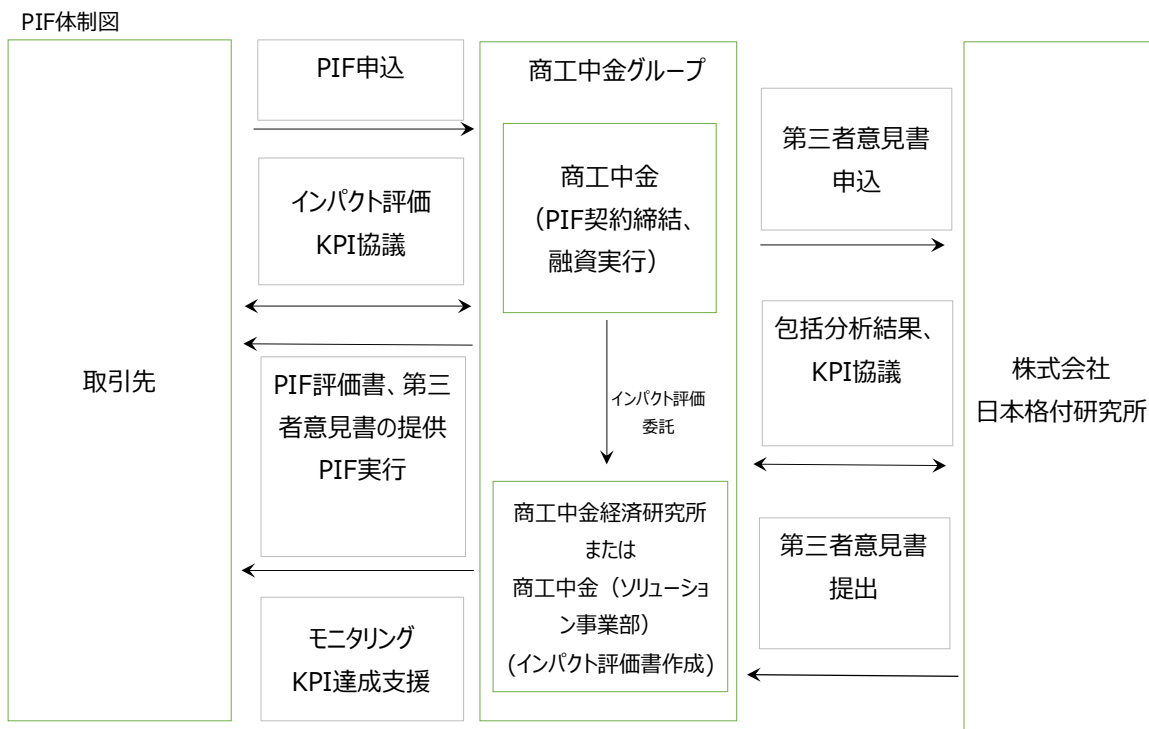 PIF体制図
取引先
PIF申込
インパクト評価
KPI協議
PIF評価書、第三
者意見書の提供
PIF実行
モニタリング
KPI達成支援
商工中金グループ
商工中金
（PIF契約締結、
融資実行）
インパクト評価
委託
商工中金経済研究所
または
商工中金（ソリューショ
ン事業部）
(インパクト評価書作成)
第三者意見書
申込
包括分析結果、
KPI協議
第三者意見書
提出
株式会社
日本格付研究所